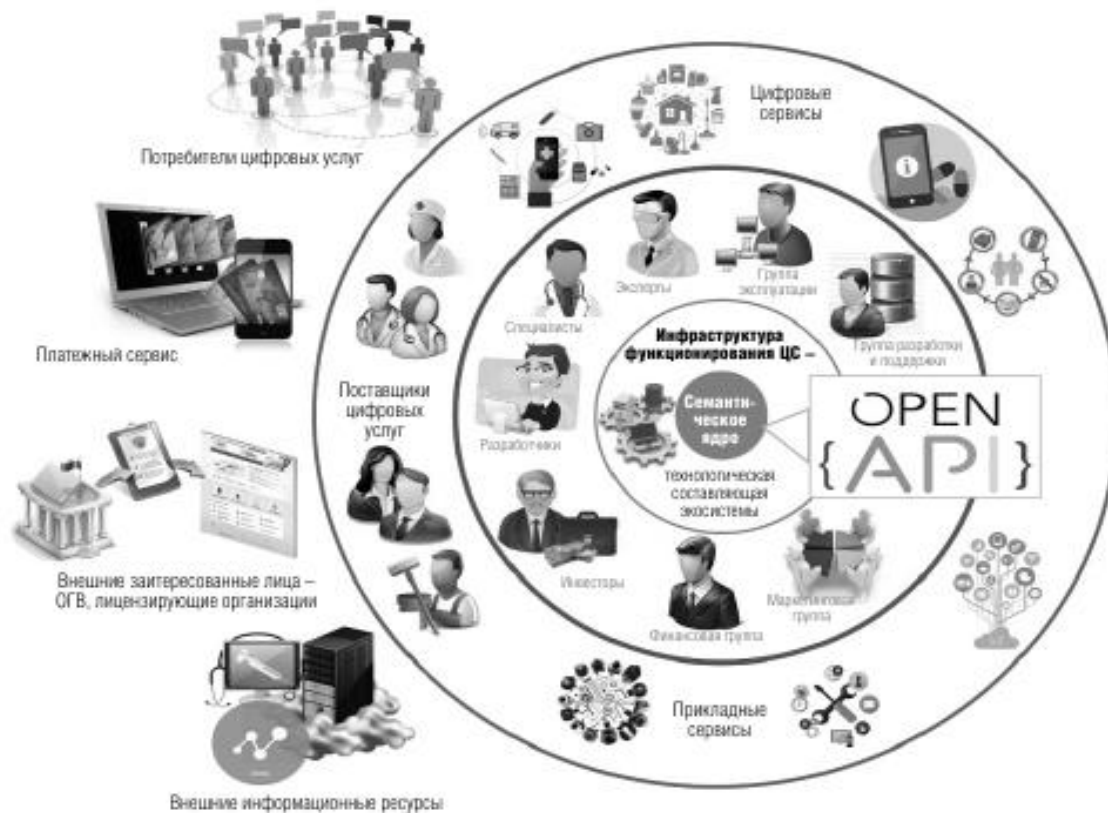 Потребители цифровых услуг
Платежный сервис
Внешние заитересованные лица –
ОГВ, лицензирующие организации
Внешние информационные ресурсы
Цифровые
сервисы
Поставщики
цифровых
услуг
Прикладные
сервисы
Эксперты
Группа
эксплуатации
Специалисты
Группа разработки
и поддержки
Разработчики
Инвесторы
Финансовая группа
Маркетинговая
группа
Инфраструктура
функционирования ЦС –
Семанти-
ческое
ядро
технологическая
составляющая
экосистемы
OPEN
{API}